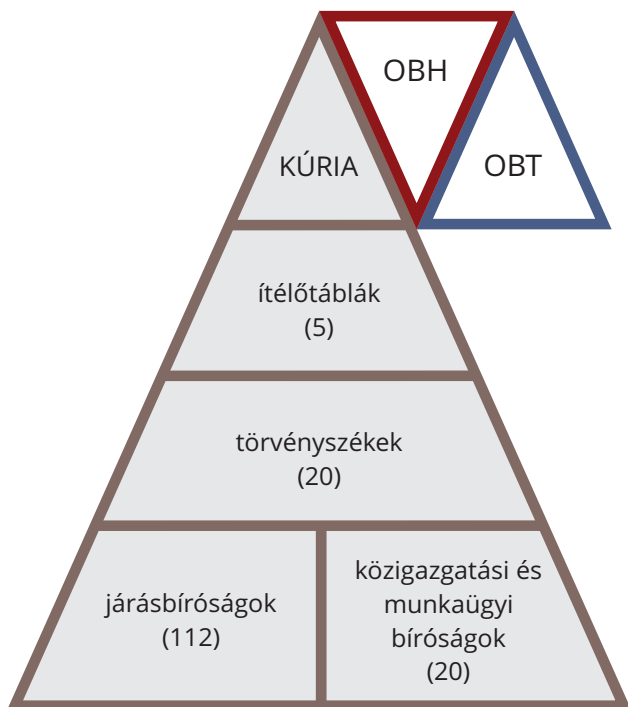 OBH
KÚRIA
OBT
ítélőtáblák
(5)
törvényszékek
(20)
járásbíróságok
(112)
közigazgatási és
munkaügyi
bíróságok
(20)